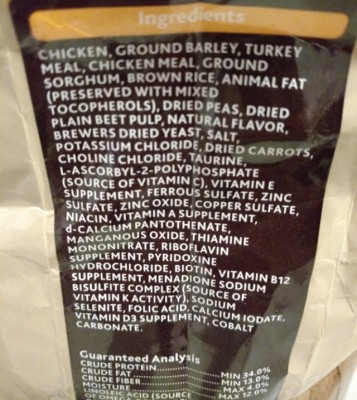 Ingredients
CHICKEN, GROUND BARLEY, TURKEY
MEAL, CHICKEN MEAL, GROUND
SORGHUM, BROWN RICE, ANIMAL FAT
(PRESERVED WITH MIXED
TOCOPHEROLS), DRIED PEAS, DRIED
PLAIN BEET PULP, NATURAL FLAVOR,
BREWERS DRIED YEAST, SALT,
POTASSIUM CHLORIDE, DRIED CARROTS,
CHOLINE CHLORIDE, TAURINE,
L-ASCORBYL-2-POLYPHOSPHATE
(SOURCE OF VITAMIN C), VITAMIN E
SUPPLEMENT, FERROUS SULFATE, ZINC
SULFATE, ZINC OXIDE, COPPER SULFATE,
NIACIN, VITAMIN A SUPPLEMENT,
d-CALCIUM PANTOTHENATE,
MANGANOUS OXIDE, THIAMINE
MONONITRATE, RIBOFLAVIN
SUPPLEMENT, PYRIDOXINE
HYDROCHLORIDE, BIOTIN, VITAMIN B12
SUPPLEMENT, MENADIONE SODIUM
BISULFITE COMPLEX (SOURCE OF
VITAMIN K ACTIVITY), SODIUM
SELENITE, FOLIC ACID, CALCIUM IODATE,
VITAMIN D3 SUPPLEMENT, COBALT
CARBONATE.
Guaranteed Analysis
CRUDE PROTEIN MIN 34.0%
CRUDE FAT MIN 13.0%
CRUDE FIBER MAX 4.0%
MOISTURE MAX 12.0%
LINOLEIC ACID (SOURCE